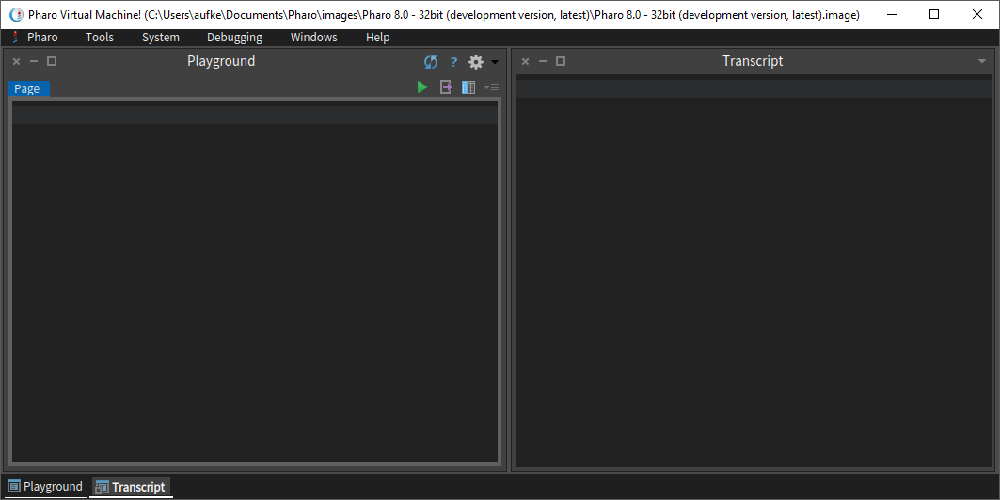 Pharo Virtual Machine! (C:\Users\aufke\Documents\Pharo\images\Pharo 8.0 - 32bit (development version, latest)\Pharo 8.0 - 32bit (development version, latest).image)
Pharo Tools System Debugging Windows Help
Playground ?
Transcript
Page
Playground Transcript